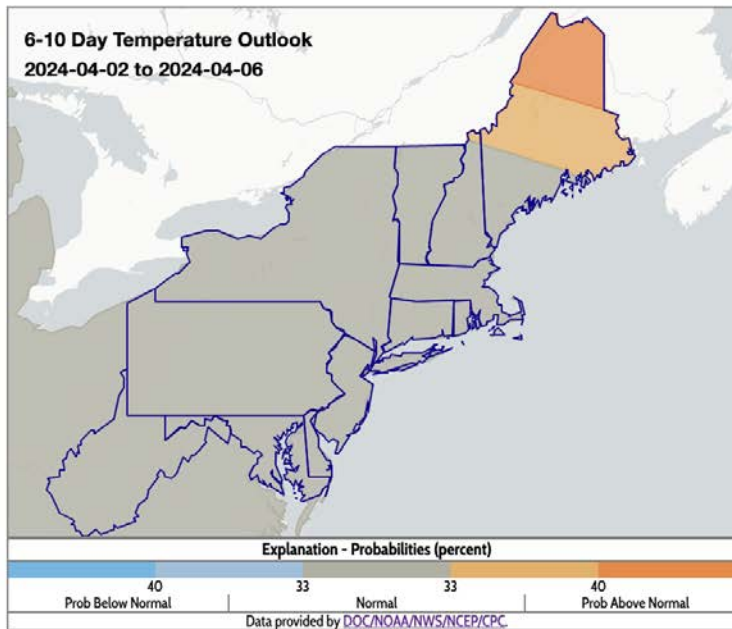 6-10 Day Temperature Outlook
2024-04-02 to 2024-04-06
Explanation - Probabilities (percent)
40 33 33 40
Prob Below Normal Normal Prob Above Normal
Data provided by DOC/NOAA/NWS/NCEP/CPC.